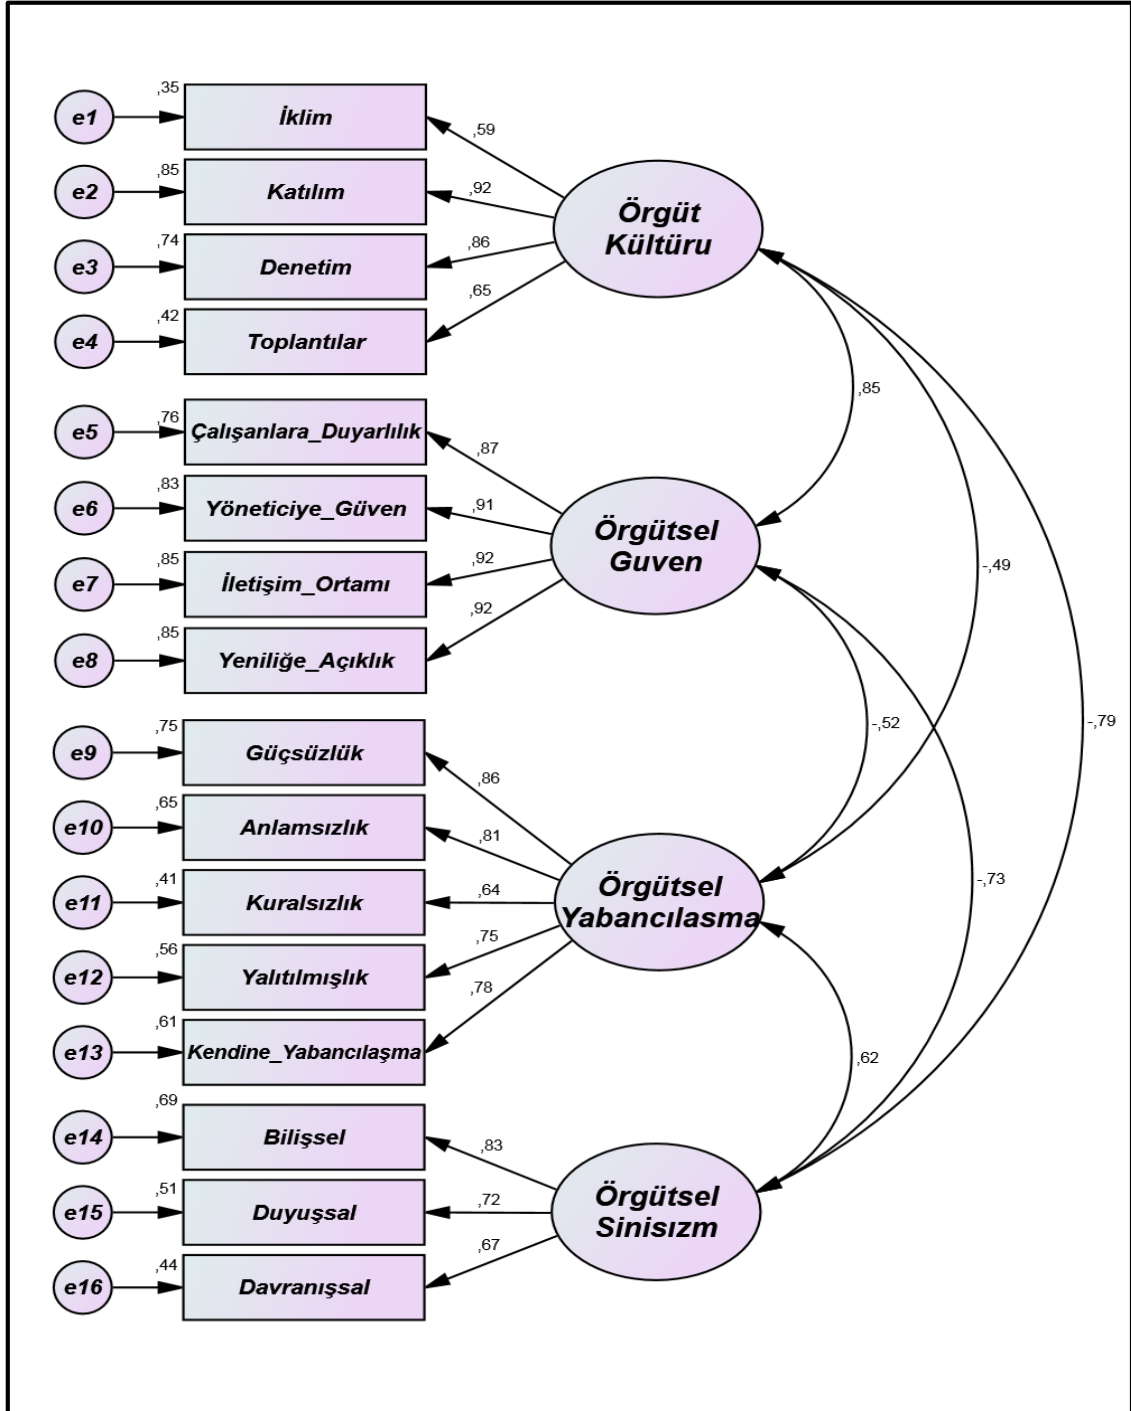 e1
,35
İklim
,59
e2
,85
Katılım
,92
e3
,74
Denetim
,86
e4
,42
Toplantılar
,65
Örgüt
Kültüru
e5
,76
Çalışanlara_Duyarlılık
,87
e6
,83
Yöneticiye_Güven
,91
e7
,85
İletişim_Ortamı
,92
e8
,85
Yeniliğe_Açıklık
,92
Örgütsel
Guven
e9
,75
Güçsüzlük
,86
e10
,65
Anlamsızlık
,81
e11
,41
Kuralsızlık
,64
e12
,56
Yalıtılmışlık
,75
e13
,61
Kendine_Yabancılaşma
,78
Örgütsel
Yabancılasma
e14
,69
Bilişsel
,83
e15
,51
Duyuşsal
,72
e16
,44
Davranışsal
,67
Örgütsel
Sinisızm
,85
-,49
-,52
-,79
-,73
,62